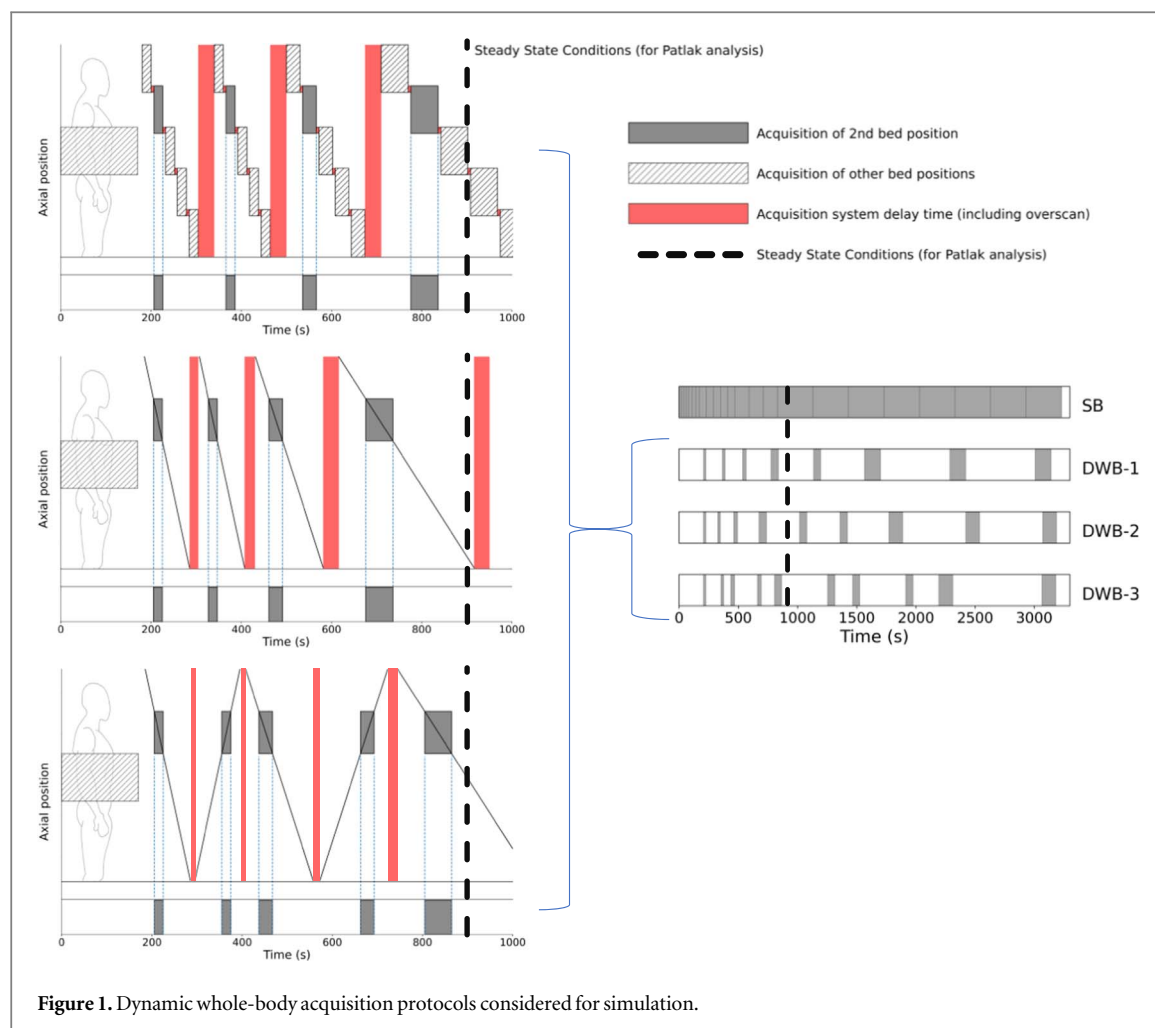 Steady State Conditions (for Patlak analysis)
Axial position
0 200 400 600 800 1000
Time (s)
Axial position
0 200 400 600 800 1000
Time (s)
Axial position
0 200 400 600 800 1000
Time (s)
Acquisition of 2nd bed position
Acquisition of other bed positions
Acquisition system delay time (including overscan)
Steady State Conditions (for Patlak analysis)
SB
DWB-1
DWB-2
DWB-3
0 500 1000 1500 2000 2500 3000
Time (s)
Figure 1. Dynamic whole-body acquisition protocols considered for simulation.